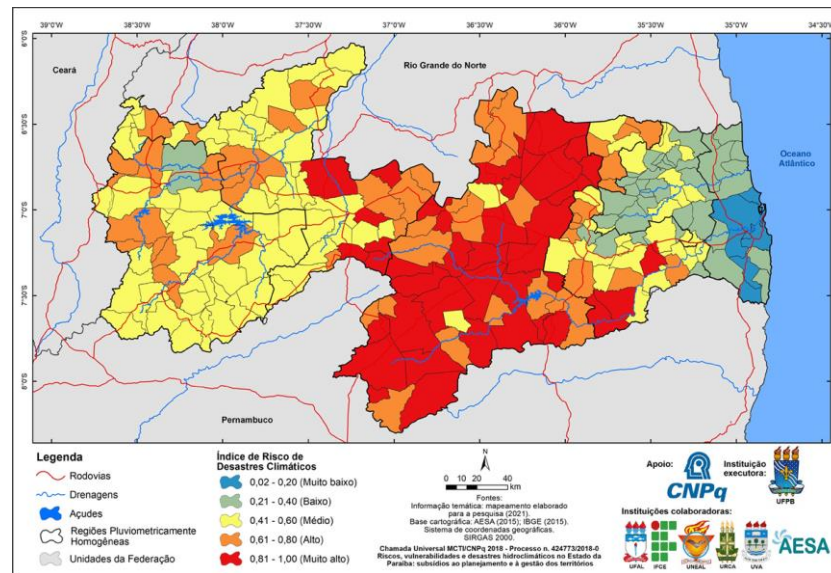 39°0'W 38°30'W 38°0'W 37°30'W 37°0'W 36°30'W 36°0'W 35°30'W 35°0'W 34°30'W
6°0'S
6°30'S
7°0'S
7°30'S
8°0'S
Ceará
Rio Grande do Norte
Oceano
Atlântico
Pernambuco
Legenda
Rodovias
Drenagens
Açudes
Regiões Pluviometricamente
Homogêneas
Unidades da Federação
Índice de Risco de
Desastres Climáticos
0,02 - 0,20 (Muito baixo)
0,21 - 0,40 (Baixo)
0,41 - 0,60 (Médio)
0,61 - 0,80 (Alto)
0,81 - 1,00 (Muito alto)
N
0 10 20 40
km
Fontes:
Informação temática: mapeamento elaborado
para a pesquisa (2021).
Base cartográfica: AESA (2015); IBGE (2015).
Sistema de coordenadas geográficas.
SIRGAS 2000.
Chamada Universal MCTI/CNPq 2018 - Processo n. 424773/2018-0
Riscos, vulnerabilidades e desastres hidroclimáticos no Estado da
Paraíba: subsídios ao planejamento e à gestão dos territórios
Apoio:
CNPq
Instituição
executora:
UFPB
Instituições colaboradoras:
UFAL IFCE UNEAL URCA UVA AESA